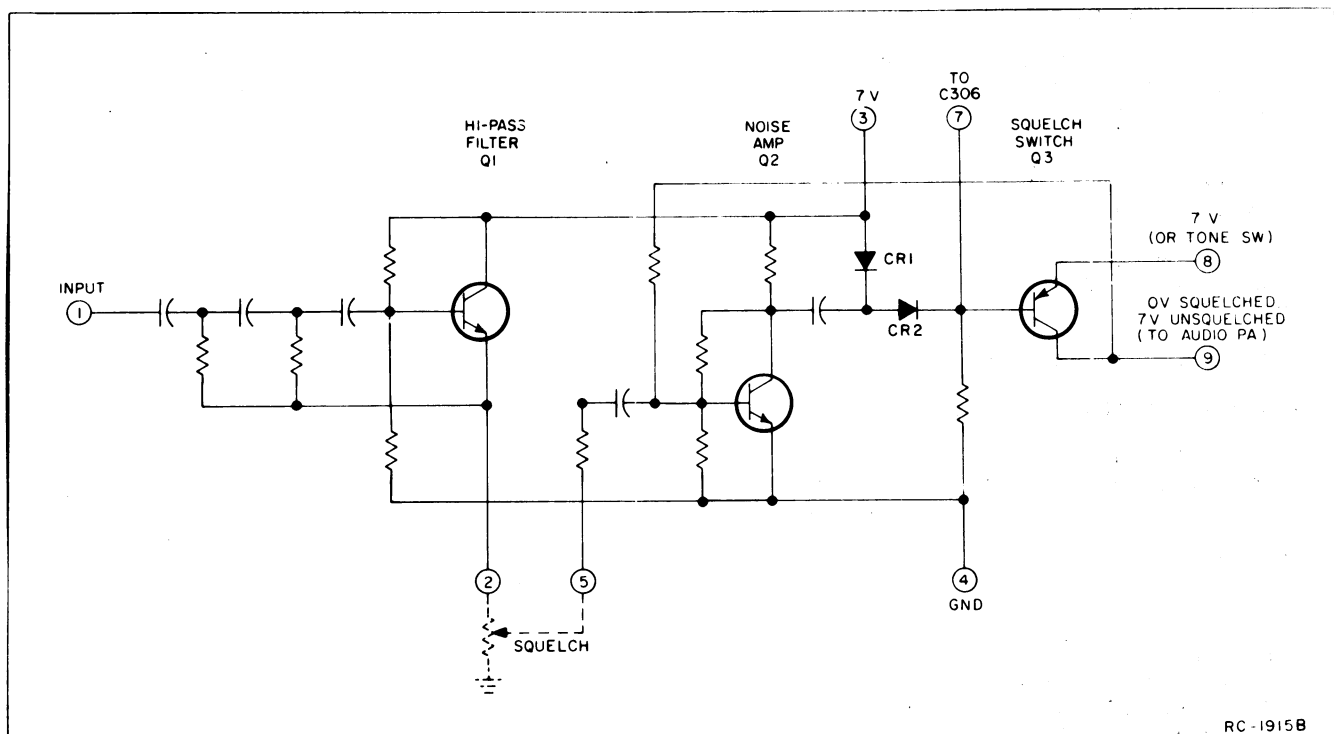 TO
C306
7 V
3
7
HI-PASS
FILTER
Q1
NOISE
AMP
Q2
SQUELCH
SWITCH
Q3
7 V
(OR TONE SW)
8
CR1
INPUT
1
CR2
0V SQUELCHED
7V UNSQUELCHED
(TO AUDIO PA)
9
2
5
4
GND
SQUELCH
RC-1915B